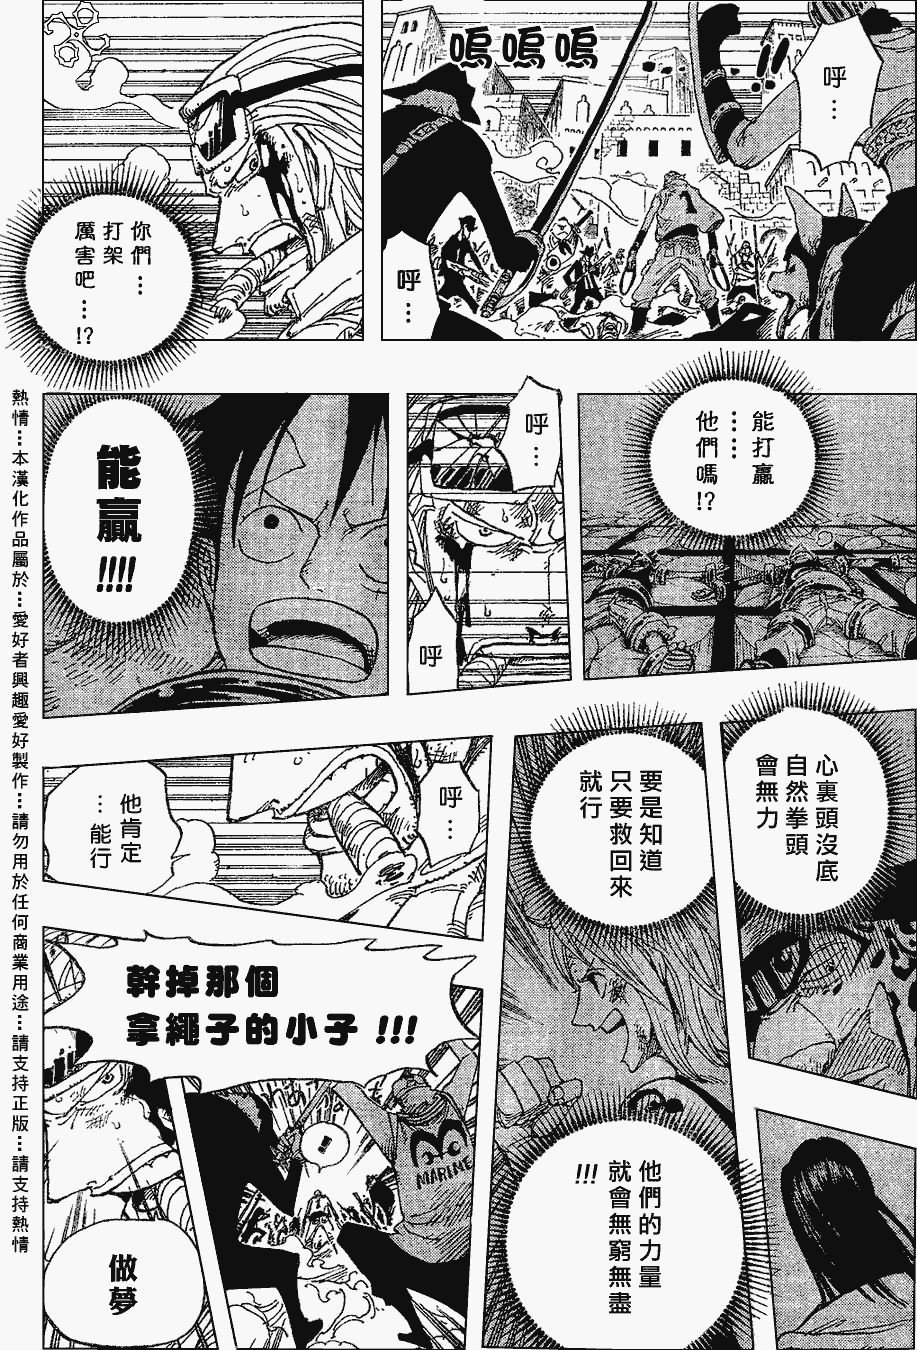 嗚嗚嗚
!!
呼…
呼…
你們…
打架
厲害吧…!?
能打贏
……
他們嗎!?
呼…
呼
能
贏
!!!!
心裏頭沒底
自然拳頭
會無力
要是知道
只要救回來
就行
呼…
他肯定
…能行
他們的力量
就會無窮無盡
!!!
幹掉那個
拿繩子的小子!!!
MARINE
做
夢
熱情…本漢化作品屬於…愛好者興趣愛好製作…請勿用於任何商業用途…請支持正版…請支持熱情